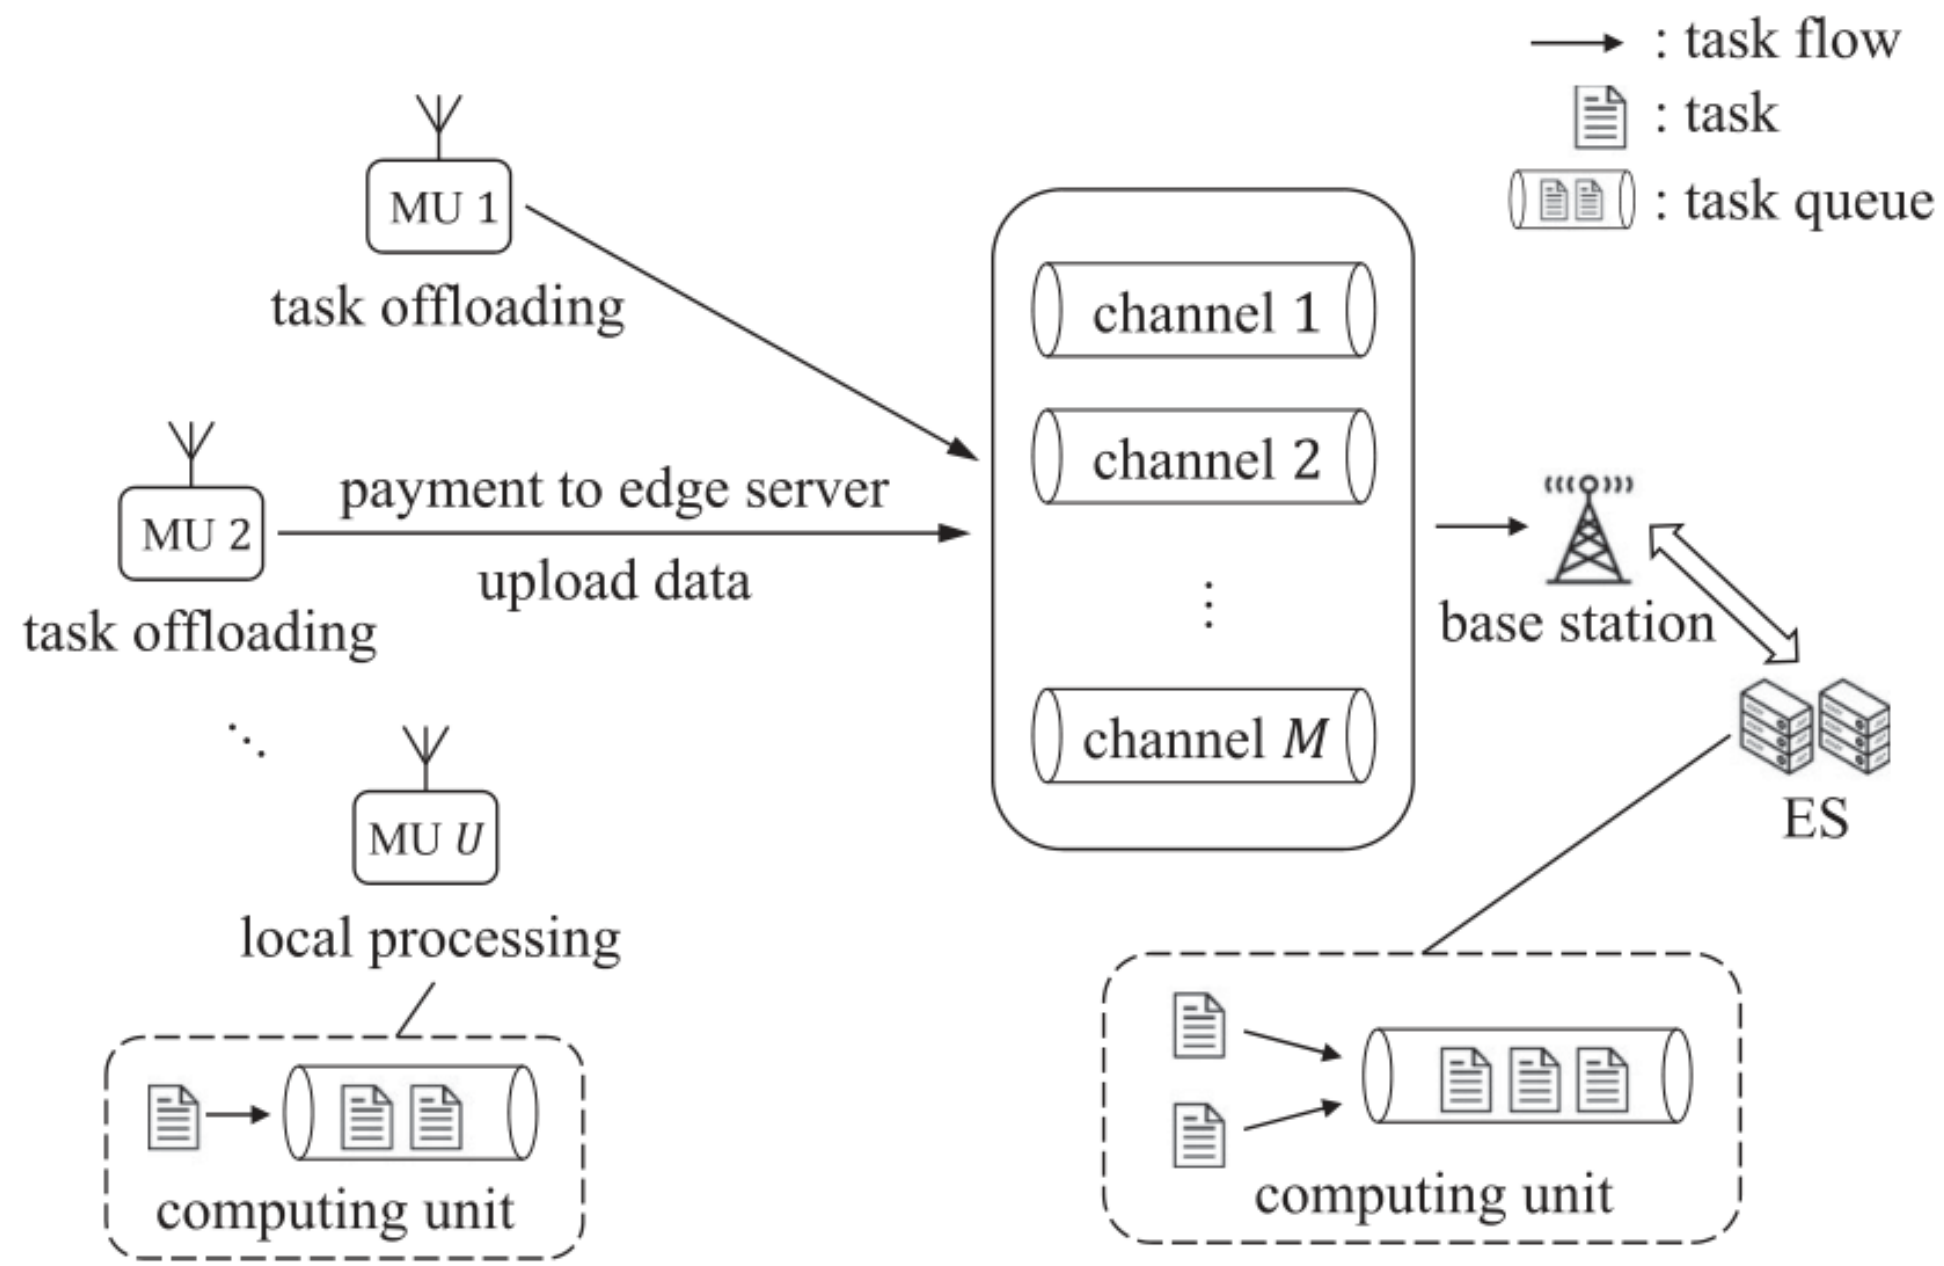 : task flow
: task
: task queue
MU 1
task offloading
channel 1
channel 2
⋮
channel M
MU 2
payment to edge server
upload data
task offloading
⋱
MU U
local processing
computing unit
base station
ES
computing unit